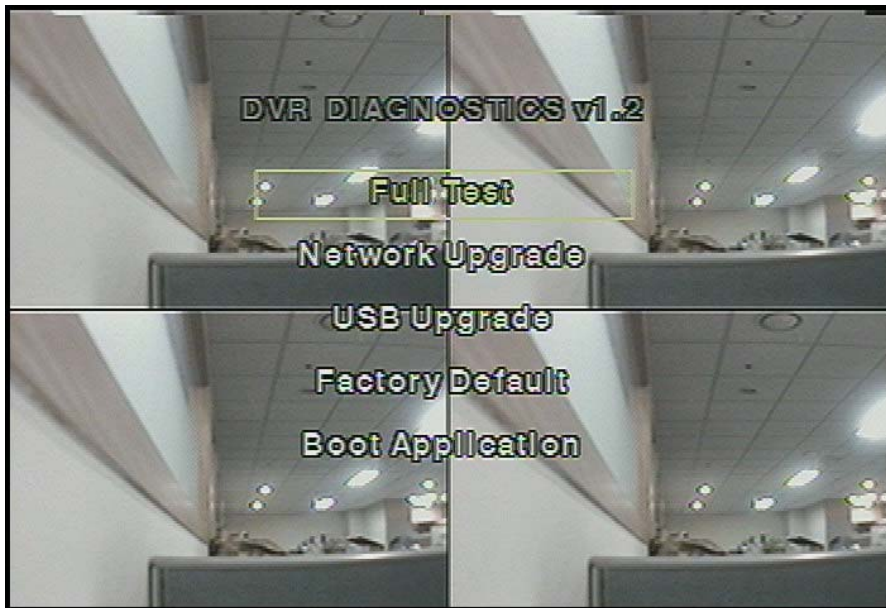 DVR DIAGNOSTICS v1.2
Full Test
Network Upgrade
USB Upgrade
Factory Default
Boot Application